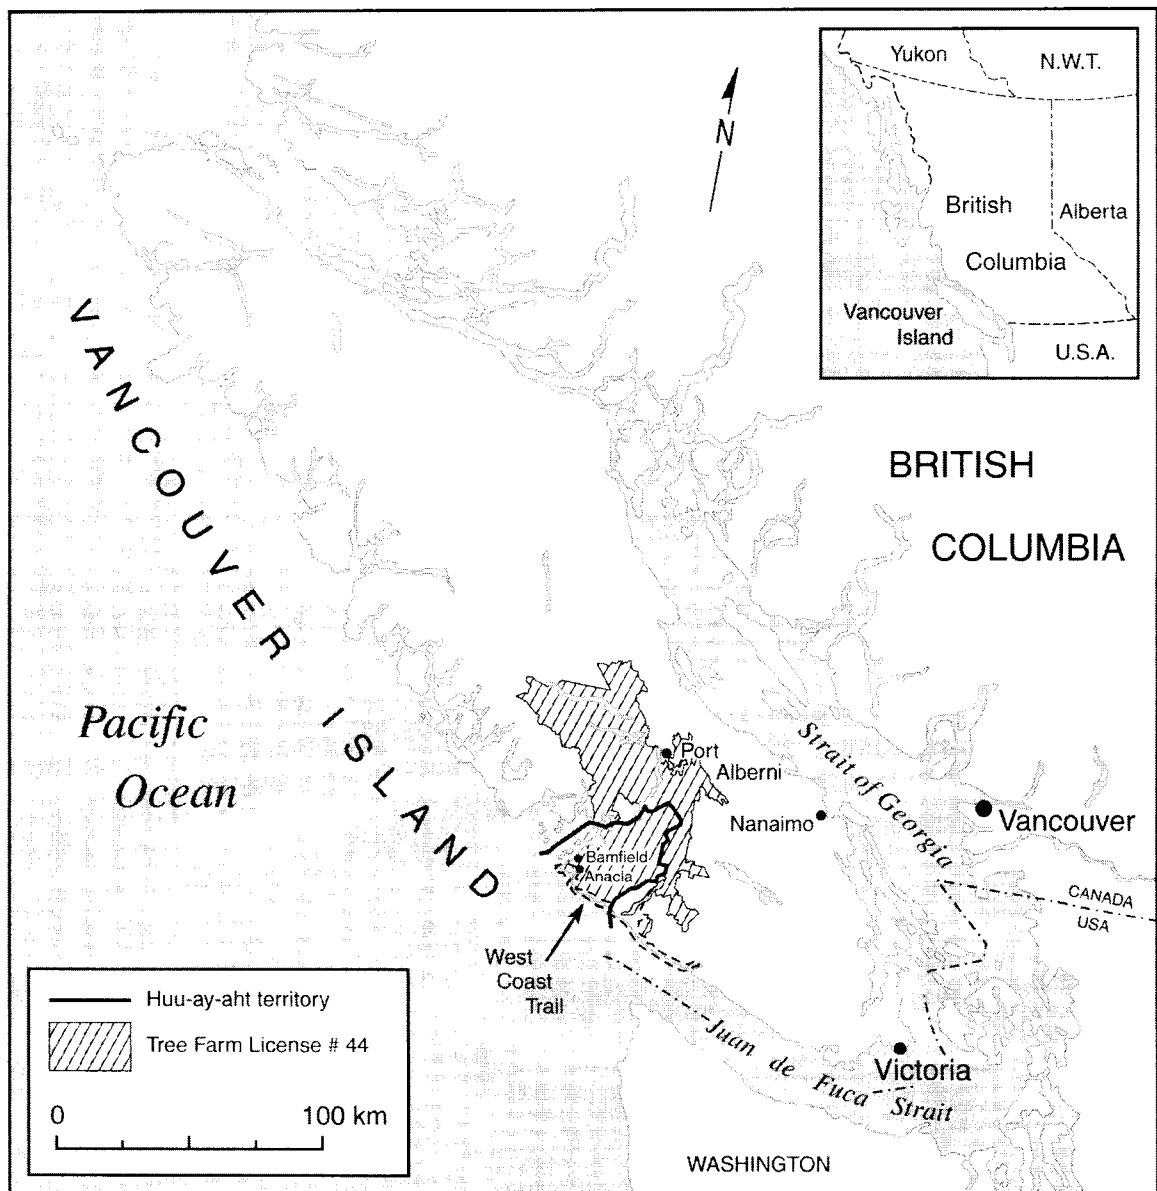 Yukon
N.W.T.
British
Columbia
Alberta
Vancouver
Island
U.S.A.
N
VANCOUVER ISLAND
BRITISH
COLUMBIA
Pacific
Ocean
Strait of Georgia
Port
Alberni
Nanaimo
Vancouver
Bamfield
Anacla
CANADA
USA
West
Coast
Trail
Juan de Fuca Strait
Victoria
WASHINGTON
Huu-ay-aht territory
Tree Farm License # 44
0 100 km